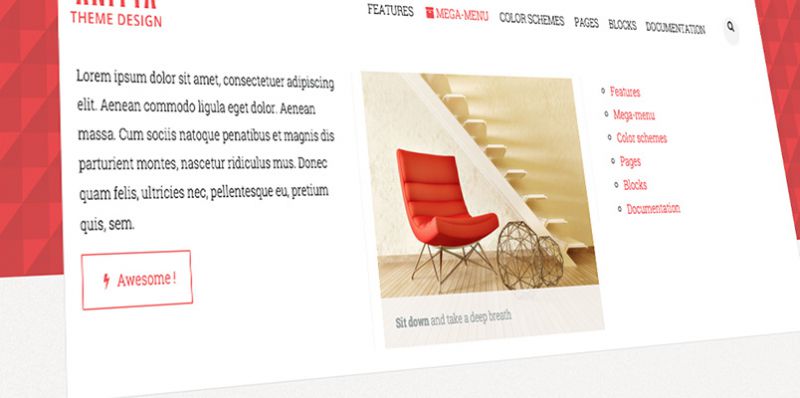 THEME DESIGN
FEATURES MEGA-MENU COLOR SCHEMES PAGES BLOCKS DOCUMENTATION
Lorem ipsum dolor sit amet, consectetuer adipiscing
elit. Aenean commodo ligula eget dolor. Aenean
massa. Cum sociis natoque penatibus et magnis dis
parturient montes, nascetur ridiculus mus. Donec
quam felis, ultricies nec, pellentesque eu, pretium
quis, sem.
Awesome !
Sit down and take a deep breath
Features
Mega-menu
Color schemes
Pages
Blocks
Documentation